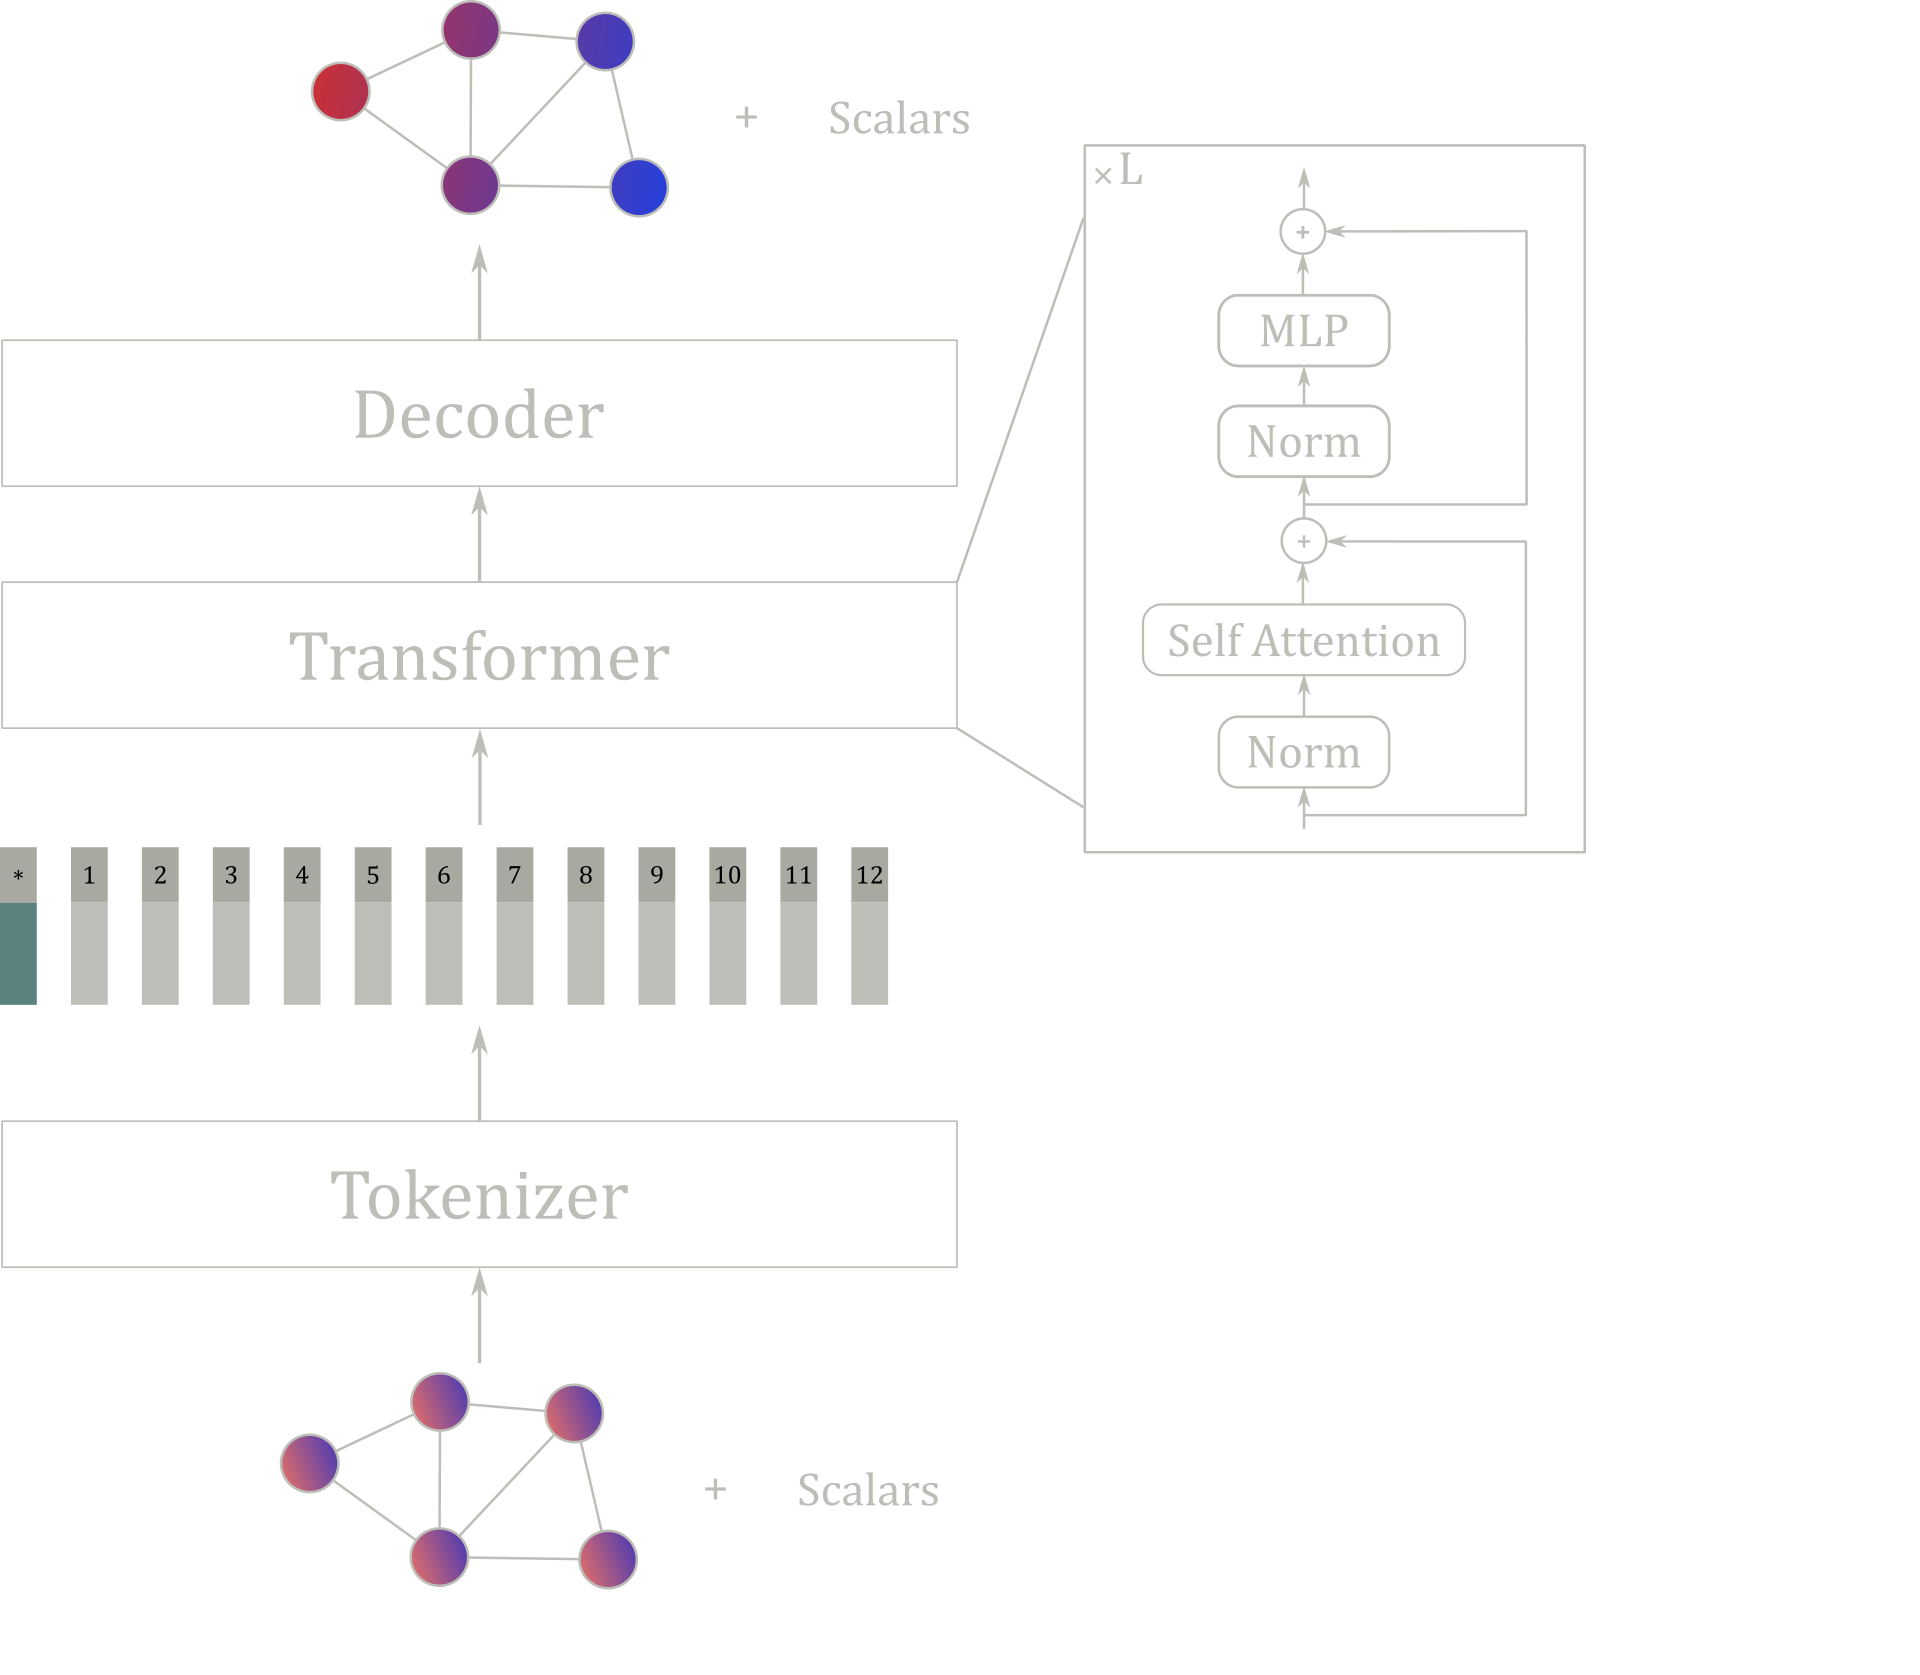 + Scalars
×L
+
MLP
Norm
+
Self Attention
Norm
Decoder
Transformer
* 1 2 3 4 5 6 7 8 9 10 11 12
Tokenizer
+ Scalars